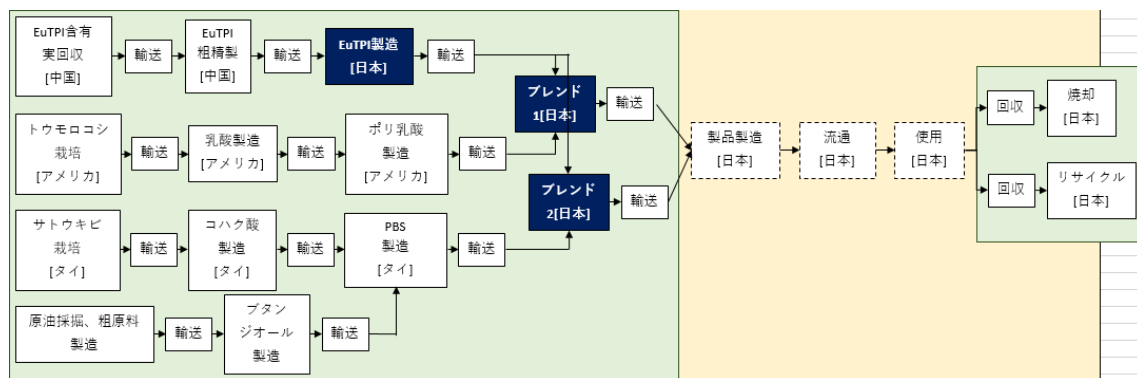 EuTPI含有
実回収
[中国]
輸送
EuTPI
粗精製
[中国]
輸送
EuTPI製造
[日本]
輸送
ブレンド
1[日本]
輸送
トウモロコシ
栽培
[アメリカ]
輸送
乳酸製造
[アメリカ]
輸送
ポリ乳酸
製造
[アメリカ]
輸送
ブレンド
2[日本]
輸送
サトウキビ
栽培
[タイ]
輸送
コハク酸
製造
[タイ]
輸送
PBS
製造
[タイ]
輸送
原油採掘、粗原料
製造
輸送
ブタン
ジオール
製造
輸送
製品製造
[日本]
流通
[日本]
使用
[日本]
回収
焼却
[日本]
回収
リサイクル
[日本]